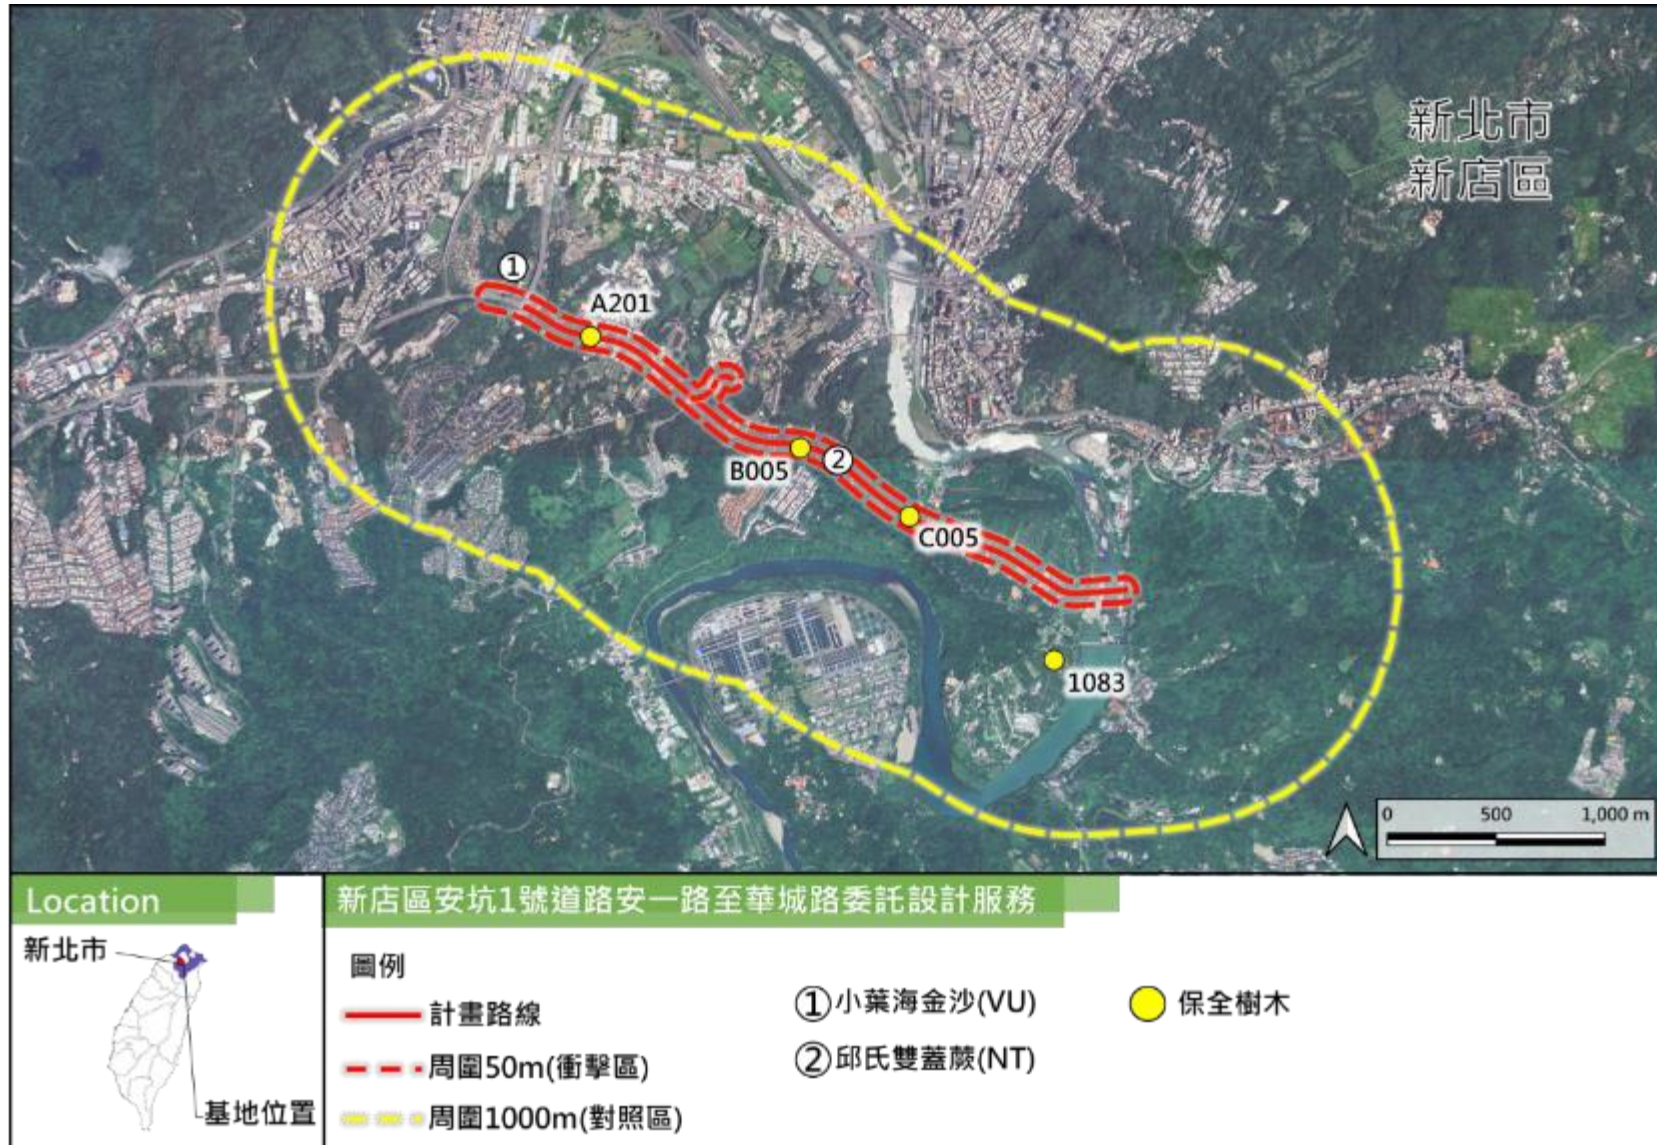 新北市
新店區
①
A201
B005
②
C005
1083
0 500 1,000 m
Location
新北市
基地位置
新店區安坑1號道路安一路至華城路委託設計服務
圖例
計畫路線
周圍50m(衝擊區)
周圍1000m(對照區)
①小葉海金沙(VU)
②邱氏雙蓋蕨(NT)
保全樹木